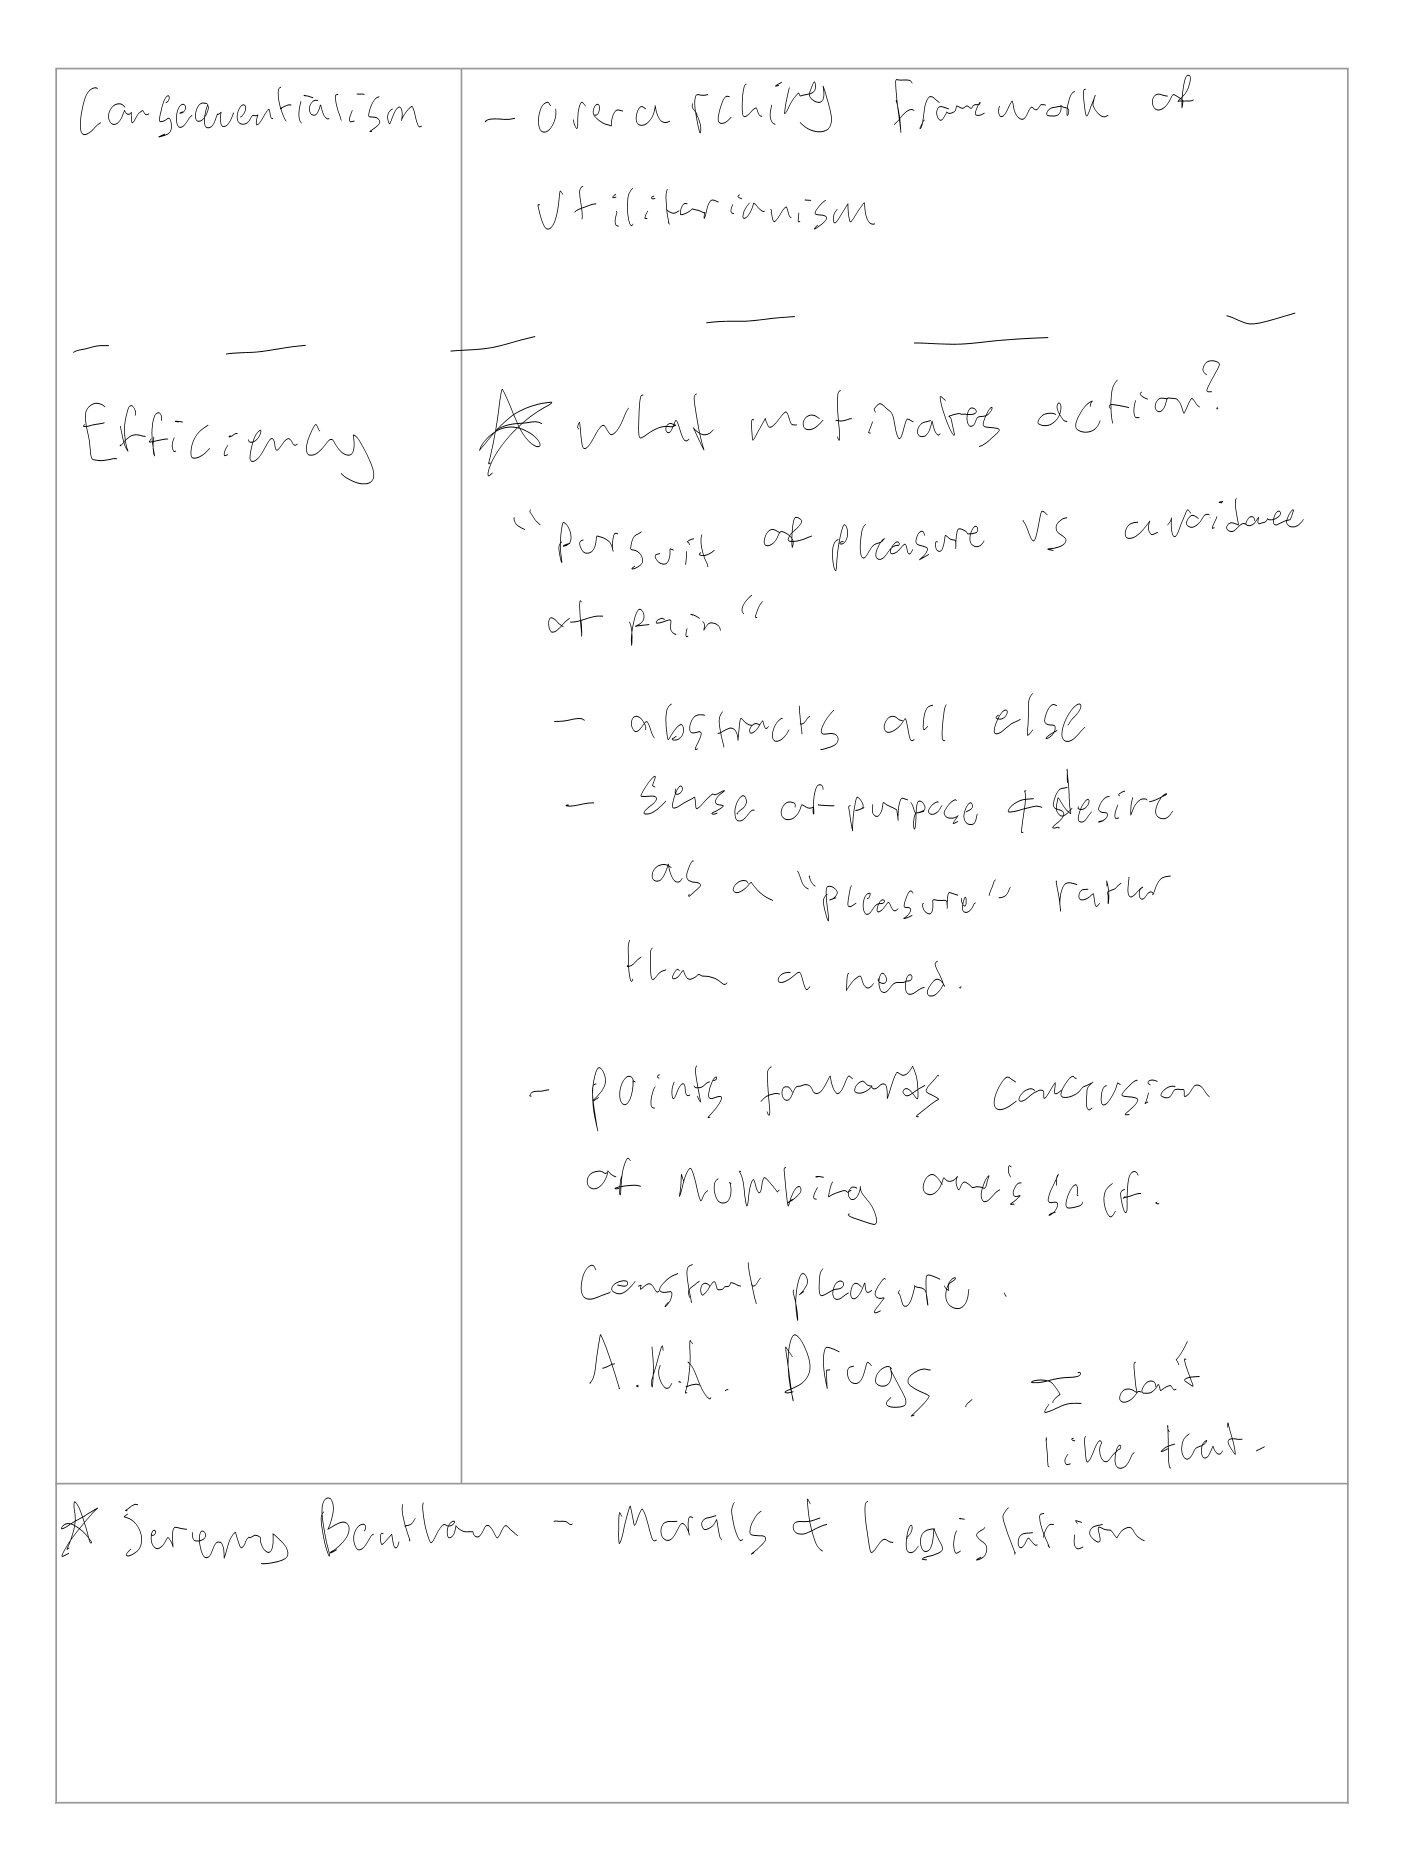 Consequentialism
- overarching framework of
utilitarianism
Efficiency
☆ what motivates action?
"pursuit of pleasure vs avoidance
of pain"
- abstracts all else
- sense of purpose & desire
as a "pleasure" rather
than a need.
- points towards conclusion
of numbing one's self.
Constant pleasure.
A.K.A. Drugs. I don't
like that.
☆ Jeremy Bentham - Morals & Legislation